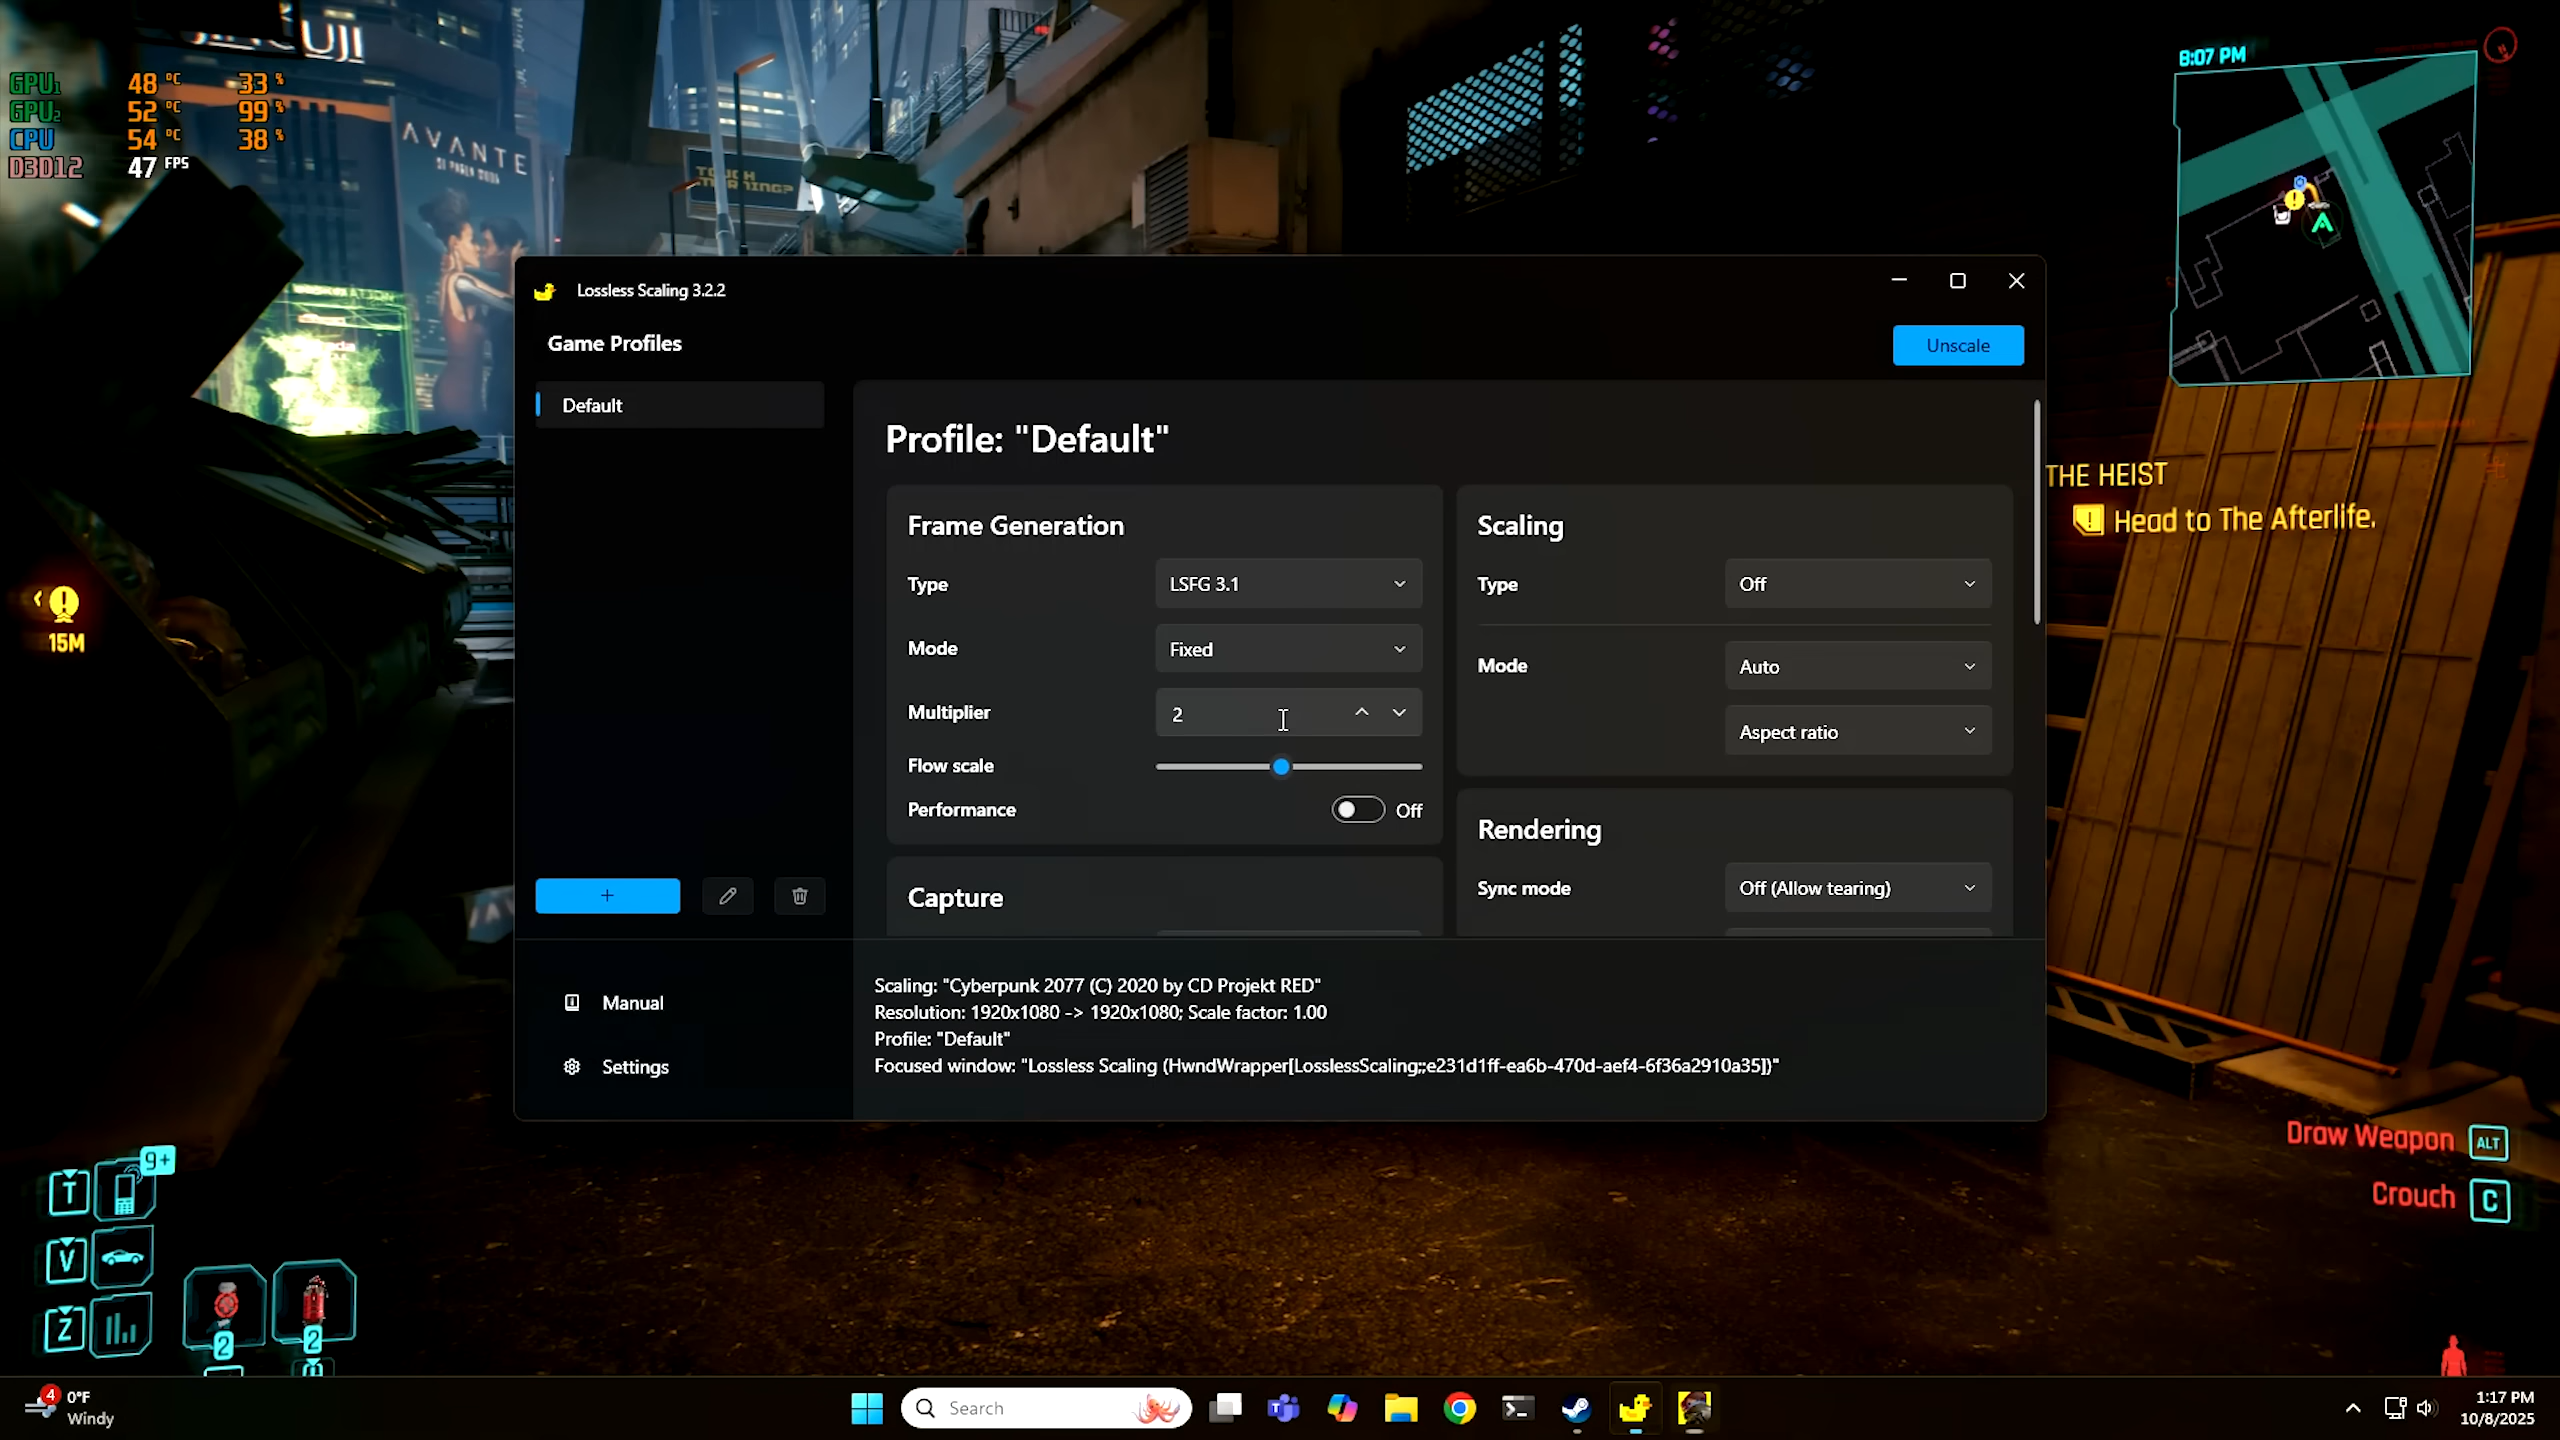 UJI
GPU1 48 °C 33 %
GPU2 52 °C 99 %
CPU 54 °C 38 %
D3D12 47 FPS
AVANTE
TOUGH
8:07 PM
Lossless Scaling 3.2.2
Game Profiles
Unscale
Default
Profile: "Default"
Frame Generation
Type LSFG 3.1
Mode Fixed
Multiplier 2
Flow scale
Performance Off
Capture
Scaling
Type Off
Mode Auto
Aspect ratio
Rendering
Sync mode Off (Allow tearing)
+
Manual
Settings
Scaling: "Cyberpunk 2077 (C) 2020 by CD Projekt RED"
Resolution: 1920x1080 -> 1920x1080; Scale factor: 1.00
Profile: "Default"
Focused window: "Lossless Scaling (HwndWrapper[LosslessScaling;;e231d1ff-ea6b-470d-aef4-6f36a2910a35])"
THE HEIST
Head to The Afterlife.
15M
Draw Weapon ALT
Crouch C
9+
T
V
Z
2
2
4
0°F
Windy
Search
1:17 PM
10/8/2025